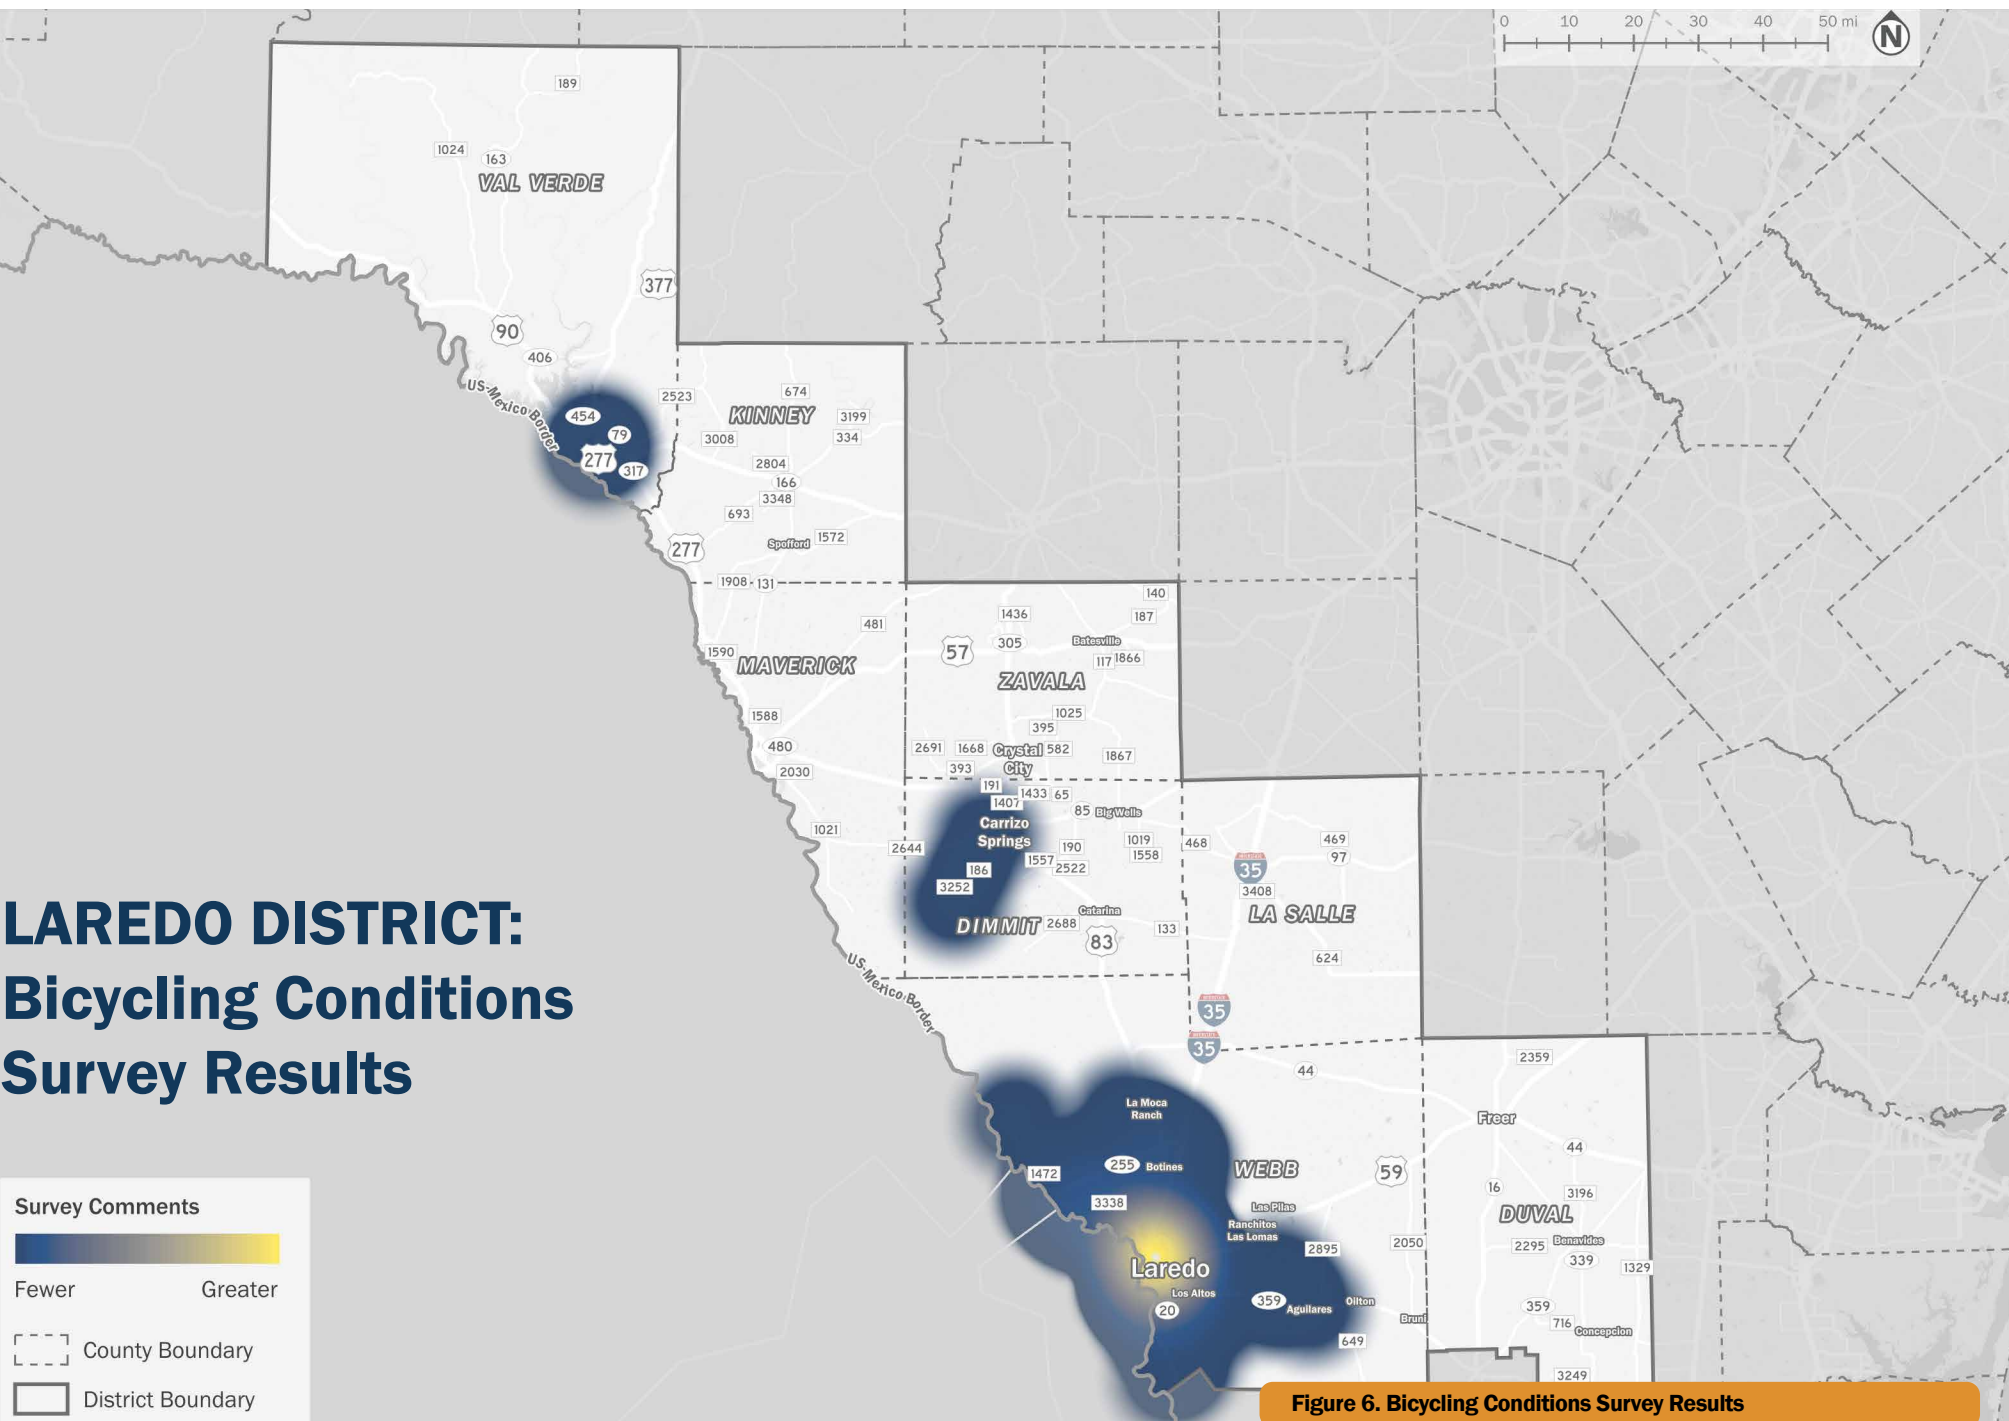 0 10 20 30 40 50 mi
N
189
1024
163
VAL VERDE
377
90
406
US-Mexico Border
454
79
277
317
2523
674
KINNEY
3199
3008
334
2804
166
3348
693
277
Spofford
1572
1908
131
140
1436
187
481
305
Batesville
57
117
1866
1590
MAVERICK
ZAVALA
1588
1025
395
480
2691
1668
Crystal
City
582
1867
393
2030
191
1433
65
1407
85
Big Wells
Carrizo
Springs
1021
2644
190
1019
468
469
1557
2522
1558
97
35
186
3252
3408
DIMMIT
2688
Catarina
LA SALLE
83
133
624
US-Mexico Border
35
35
44
2359
LAREDO DISTRICT:
Bicycling Conditions
Survey Results
La Moca
Ranch
Freer
44
255
Botines
WEBB
59
1472
16
3196
3338
Las Pilas
DUVAL
Ranchitos
Las Lomas
2895
2050
2295
Benavides
339
1329
Laredo
Los Altos
20
359
Aguilares
Oilton
Bruni
359
716
Concepcion
649
3249
Survey Comments
Fewer Greater
County Boundary
District Boundary
Figure 6. Bicycling Conditions Survey Results